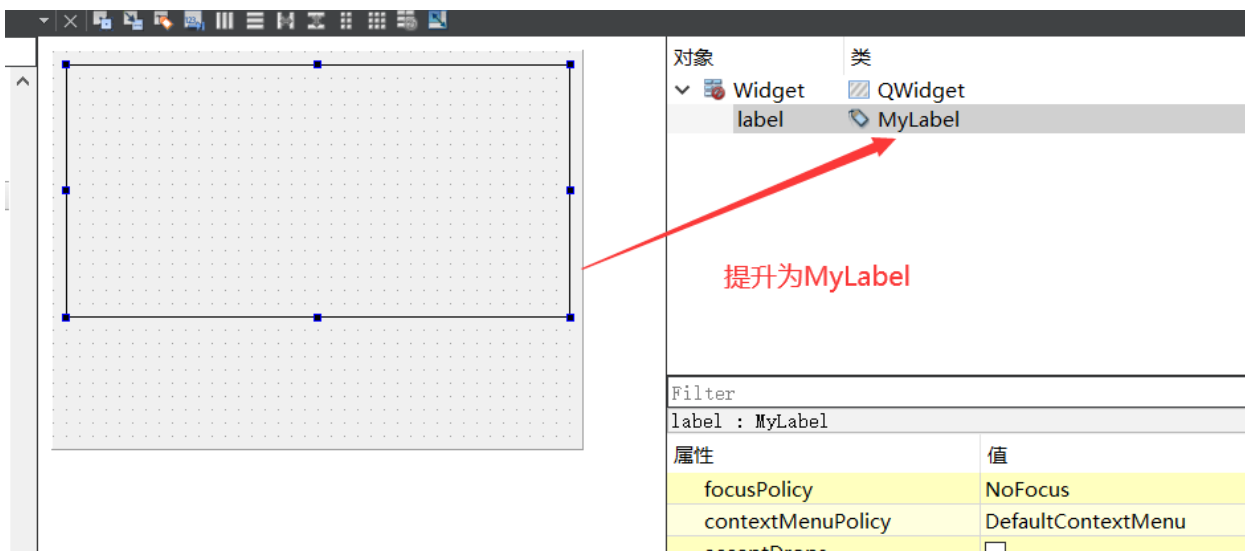 对象 类
Widget QWidget
label MyLabel
提升为MyLabel
Filter
label : MyLabel
属性 值
focusPolicy NoFocus
contextMenuPolicy DefaultContextMenu